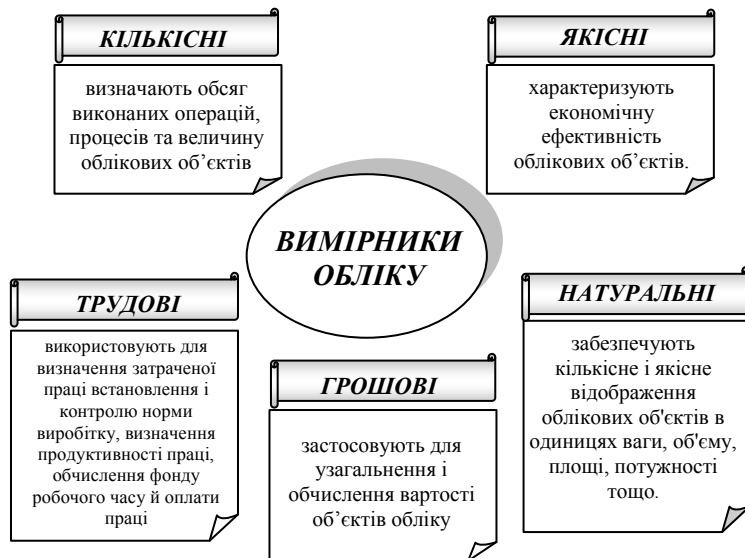 КІЛЬКІСНІ
визначають обсяг
виконаних операцій,
процесів та величину
облікових об’єктів
ЯКІСНІ
характеризують
економічну
ефективність
облікових об’єктів.
ВИМІРНИКИ
ОБЛІКУ
ТРУДОВІ
використовують для
визначення затраченої
праці встановлення і
контролю норми
виробітку, визначення
продуктивності праці,
обчислення фонду
робочого часу й оплати
праці
ГРОШОВІ
застосовують для
узагальнення і
обчислення вартості
об’єктів обліку
НАТУРАЛЬНІ
забезпечують
кількісне і якісне
відображення
облікових об'єктів в
одиницях ваги, об'єму,
площі, потужності
тощо.